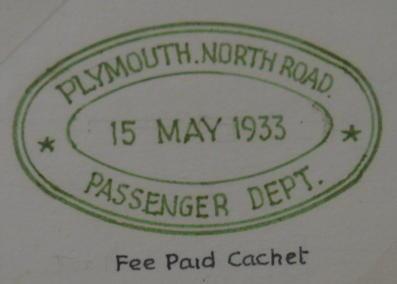 PLYMOUTH. NORTH ROAD.
15 MAY 1933
PASSENGER DEPT.
Fee Paid Cachet